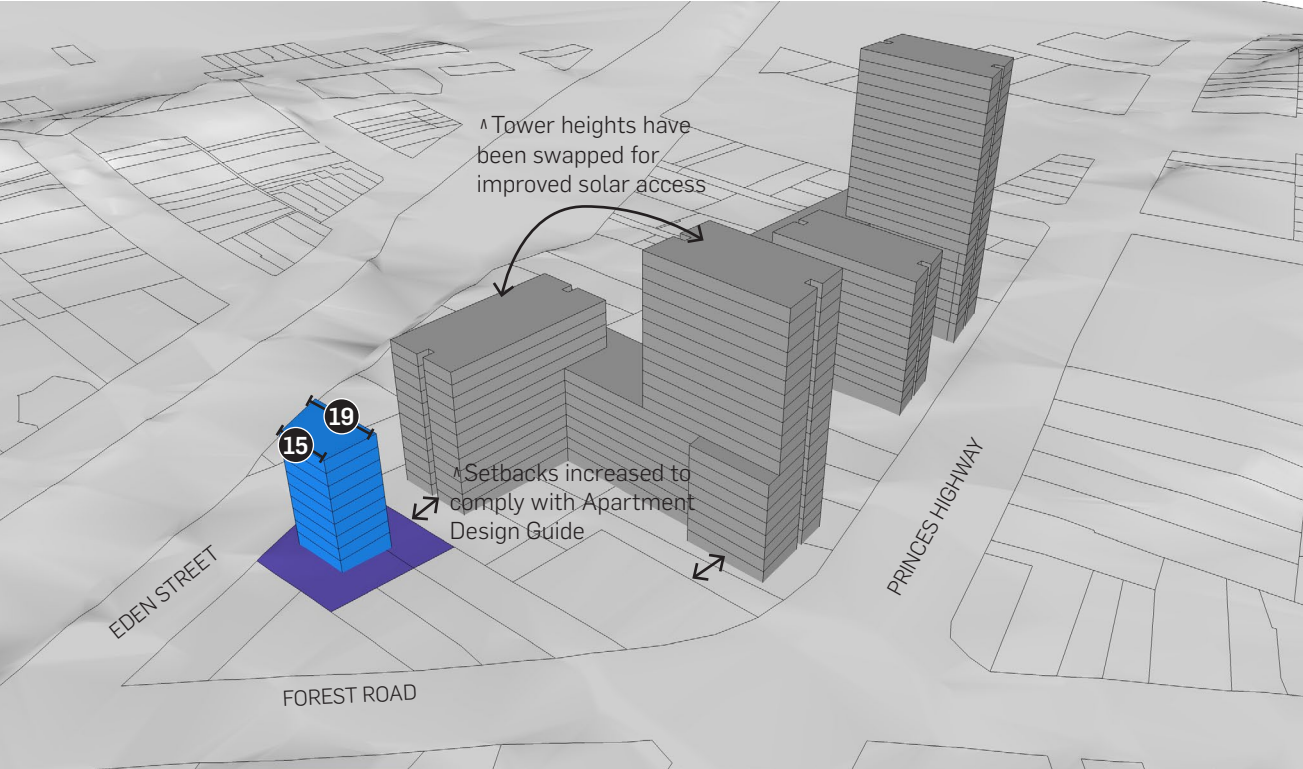 ^Tower heights have
been swapped for
improved solar access
19
15
^Setbacks increased to
comply with Apartment
Design Guide
EDEN STREET
PRINCES HIGHWAY
FOREST ROAD